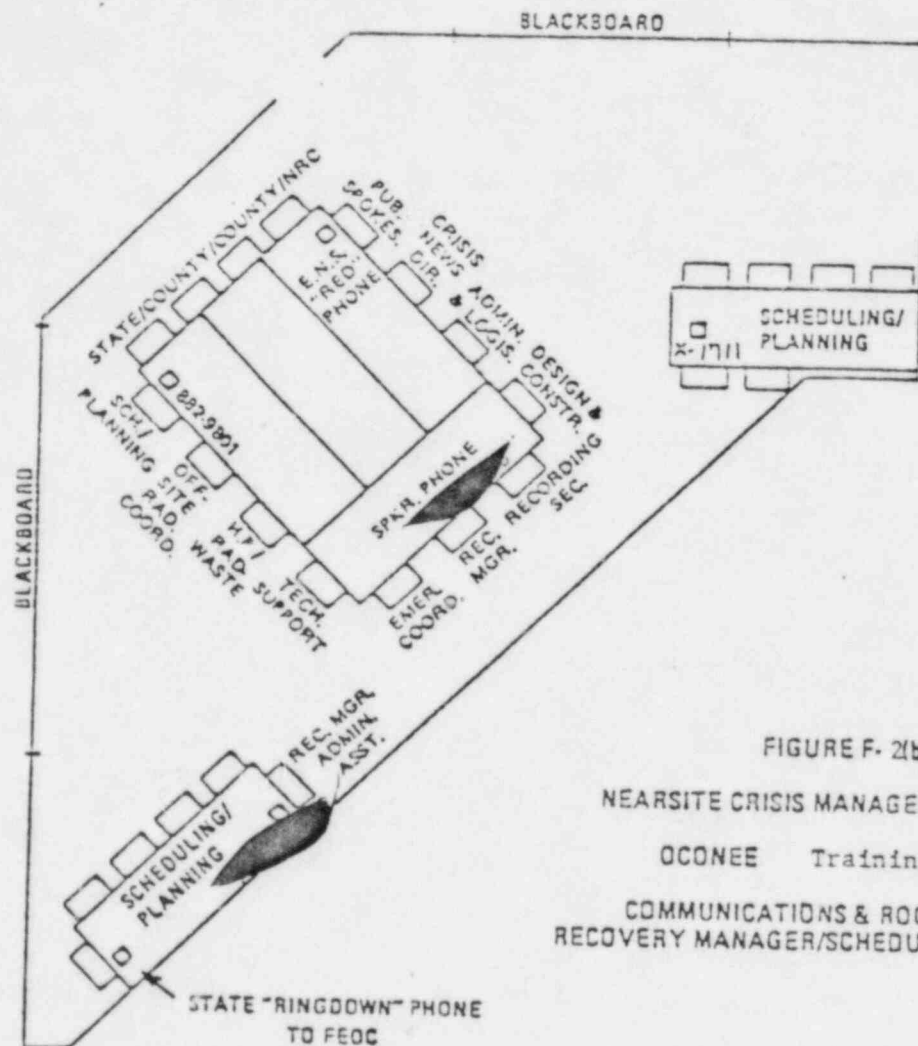 BLACKBOARD
BLACKBOARD
STATE/COUNTY/COUNTY/NRC
E.N.S.
"RED"
PHONE
PUB.
SPOKES.
CRISIS
NEWS
DIR.
ADMIN.
& LOGIS.
DESIGN &
CONSTR.
882-9801
SPKR. PHONE
SCH./
PLANNING
OFF.
SITE
RAD.
COORD.
H.P./
RAD.
WASTE
TECH.
SUPPORT
EMER.
COORD.
REC.
MGR.
RECORDING
SEC.
SCHEDULING/
X-1711 PLANNING
REC. MGR.
ADMIN.
ASST.
SCHEDULING/
PLANNING
STATE "RINGDOWN" PHONE
TO FEOC
FIGURE F-2(b
NEARSITE CRISIS MANAGE
OCONEE Trainin
COMMUNICATIONS & ROO
RECOVERY MANAGER/SCHEDU